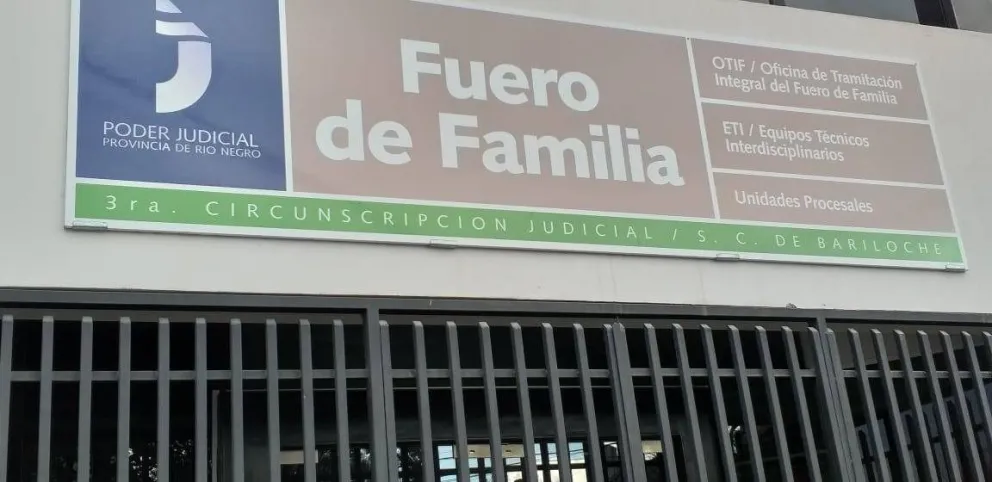 PODER JUDICIAL
PROVINCIA DE RIO NEGRO
Fuero
de Familia
OTIF / Oficina de Tramitación
Integral del Fuero de Familia
ETI / Equipos Técnicos
Interdisciplinarios
Unidades Procesales
3ra. CIRCUNSCRIPCION JUDICIAL / S. C. DE BARILOCHE